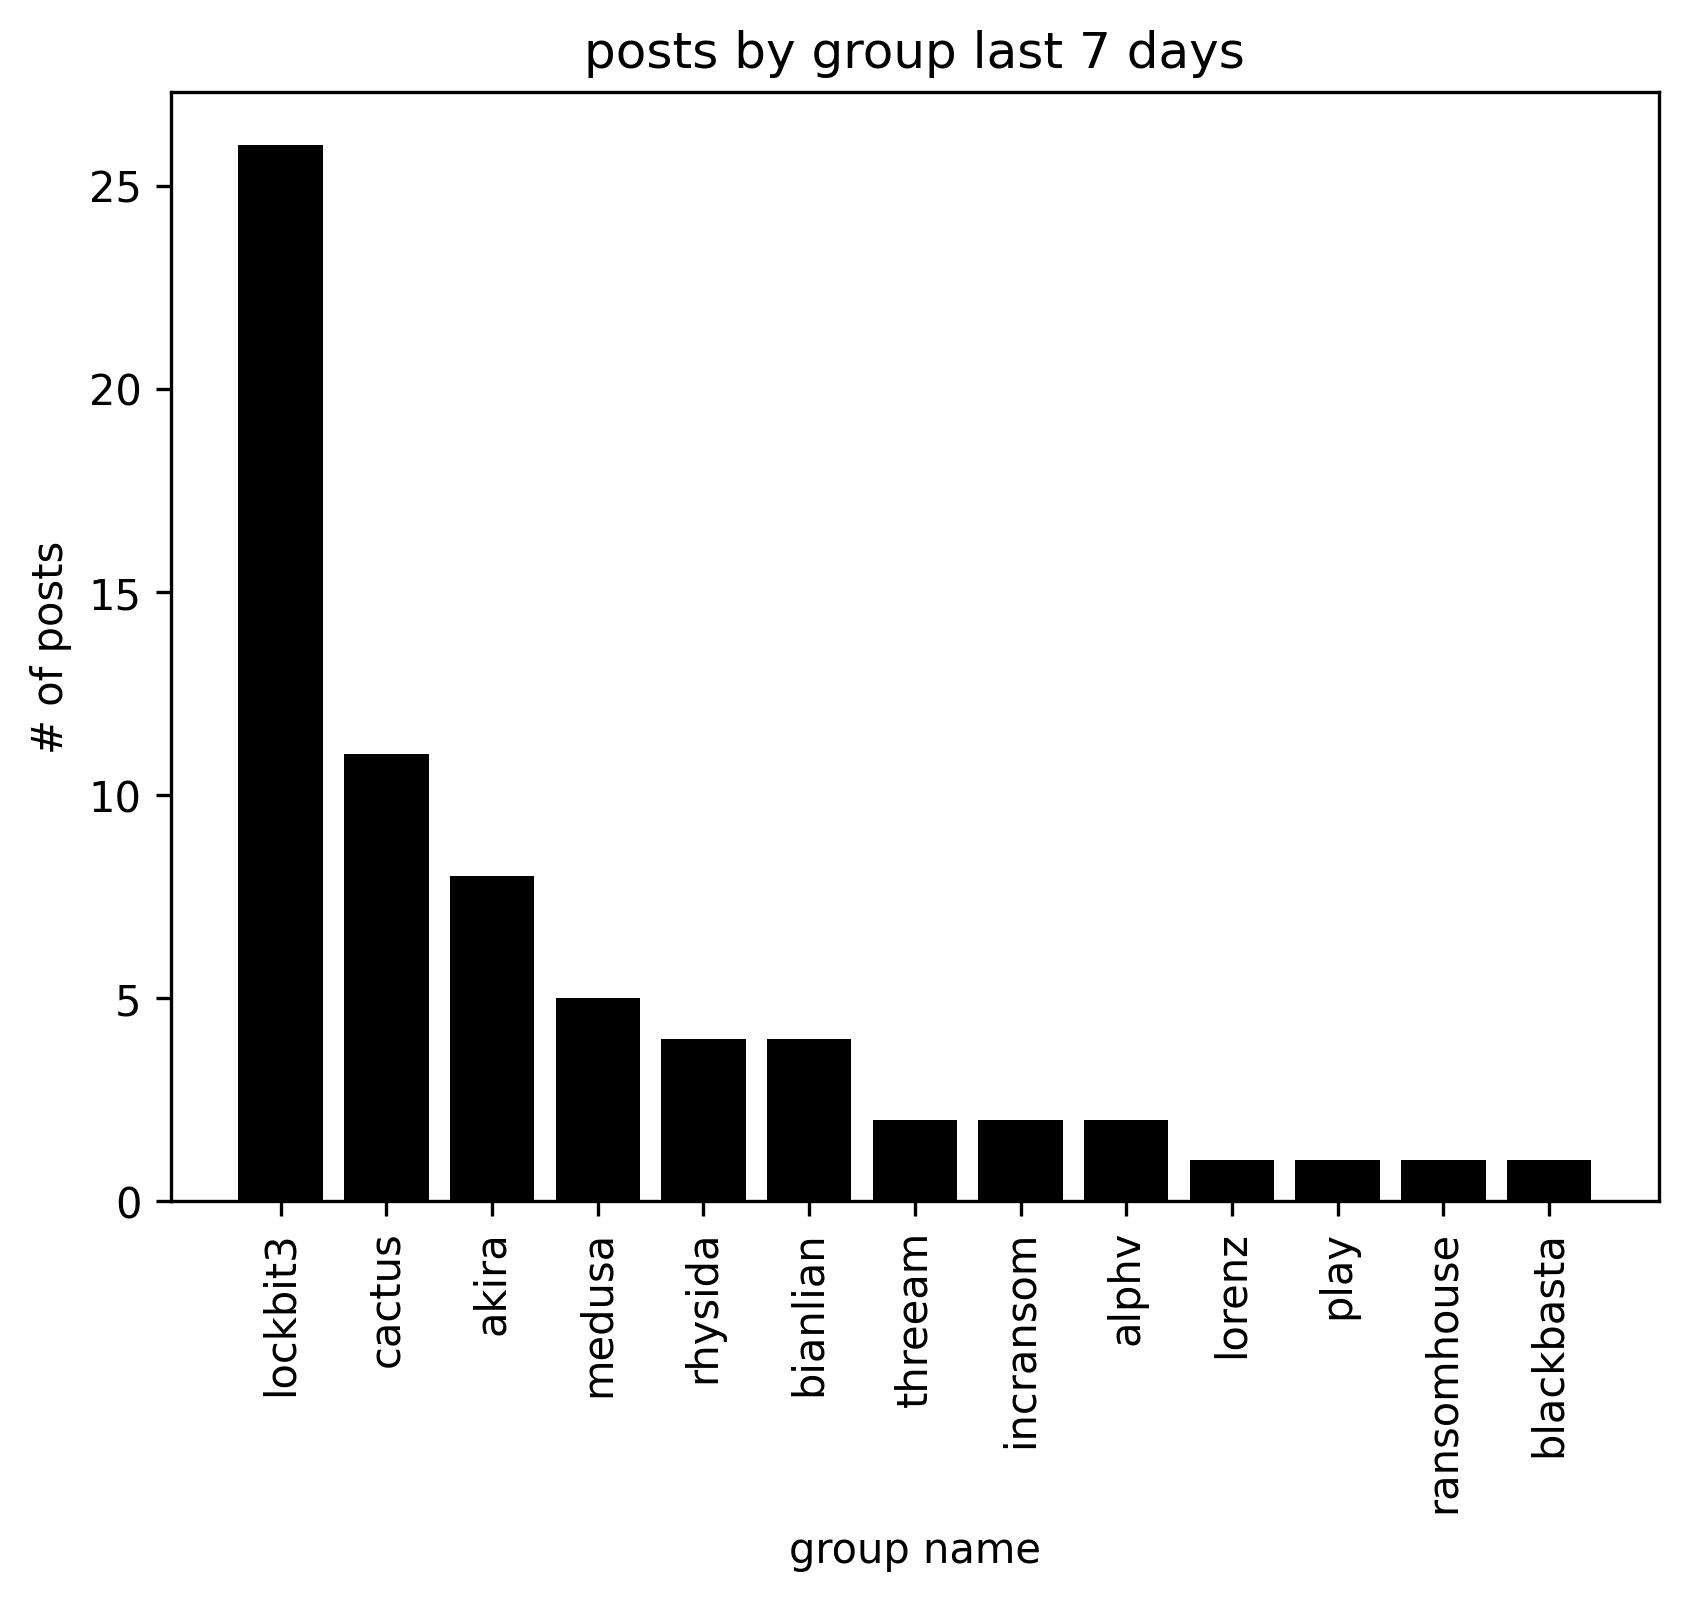 posts by group last 7 days
# of posts
25
20
15
10
5
0
lockbit3
cactus
akira
medusa
rhysida
bianlian
threeam
incransom
alphv
lorenz
play
ransomhouse
blackbasta
group name